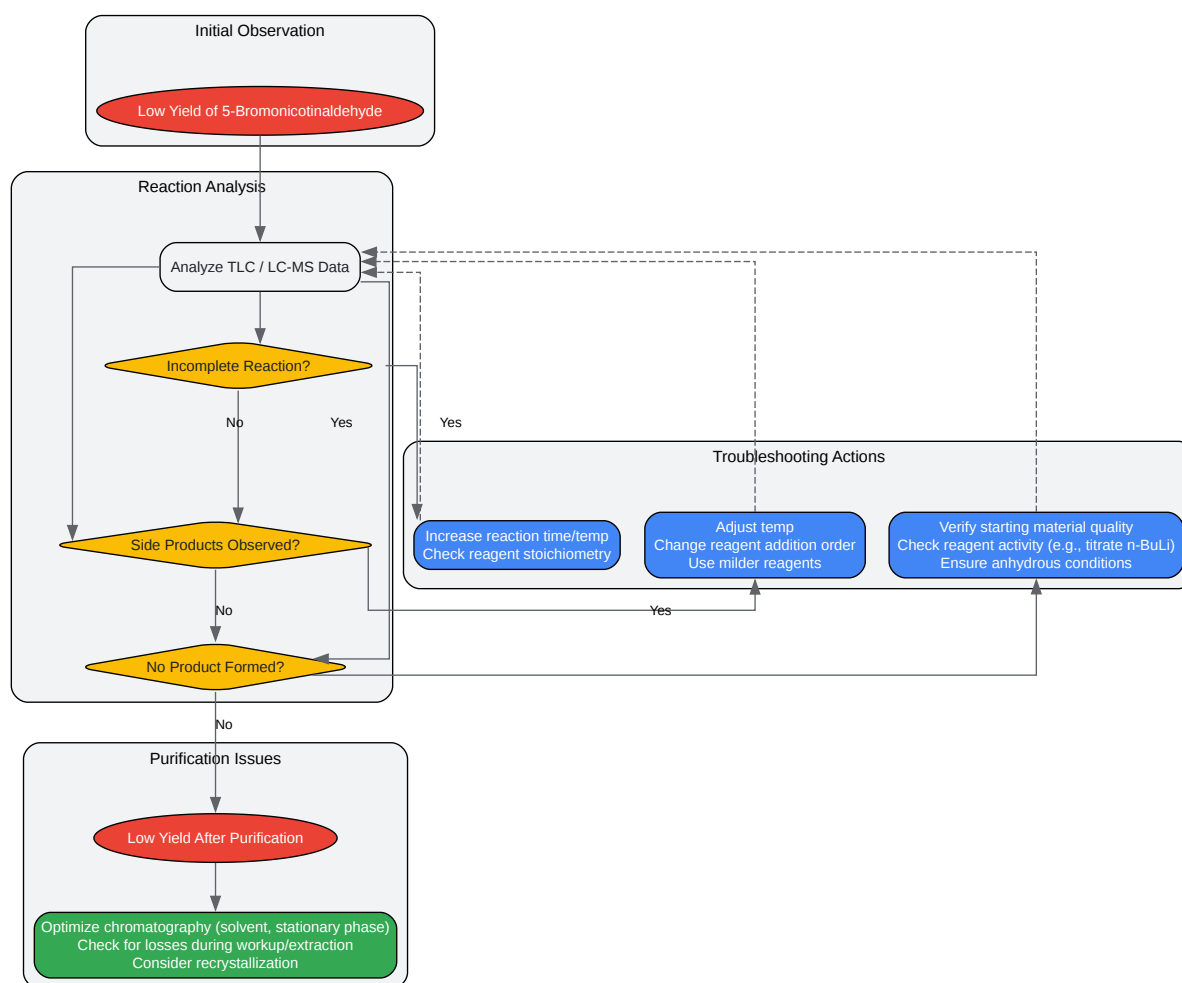 Initial Observation
Low Yield of 5-Bromonicotinaldehyde
Reaction Analysis
Analyze TLC / LC-MS Data
Incomplete Reaction?
No
Yes
Yes
Troubleshooting Actions
Increase reaction time/temp
Check reagent stoichiometry
Adjust temp
Change reagent addition order
Use milder reagents
Verify starting material quality
Check reagent activity (e.g., titrate n-BuLi)
Ensure anhydrous conditions
Side Products Observed?
No
Yes
No Product Formed?
No
Purification Issues
Low Yield After Purification
Optimize chromatography (solvent, stationary phase)
Check for losses during workup/extraction
Consider recrystallization